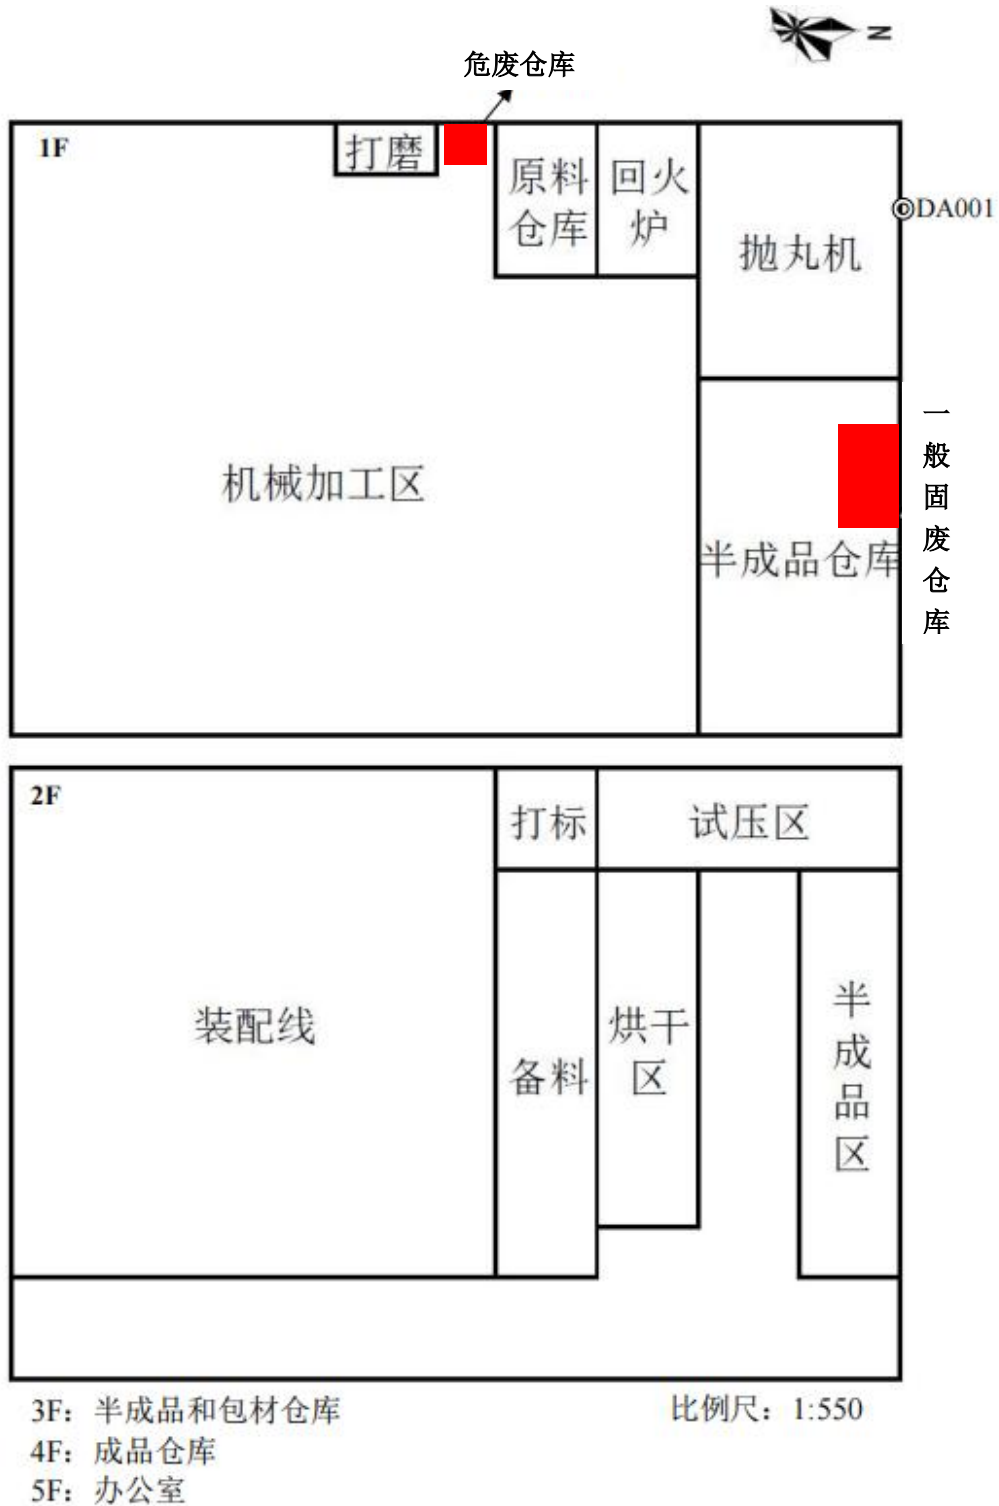 N
危废仓库
1F
打磨
原料
仓库
回火
炉
抛丸机
DA001
机械加工区
半成品仓库
一
般
固
废
仓
库
2F
打标
试压区
装配线
备料
烘干
区
半
成
品
区
3F：半成品和包材仓库
比例尺：1:550
4F：成品仓库
5F：办公室